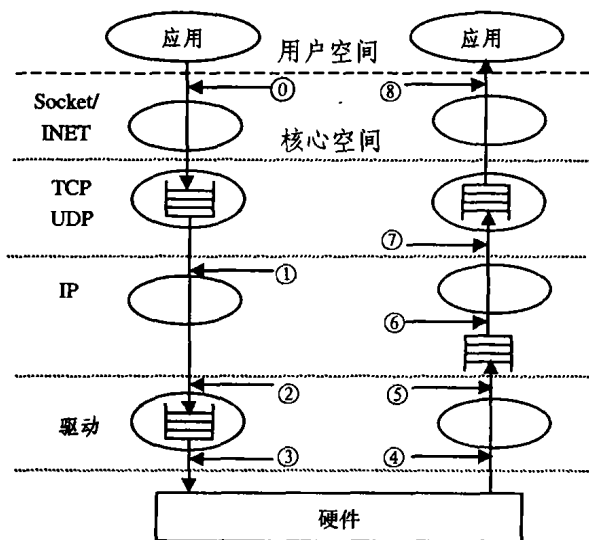 应用
用户空间
应用
⓪
⑧
Socket/
INET
核心空间
TCP
UDP
⑦
①
IP
⑥
②
⑤
驱动
③
④
硬件